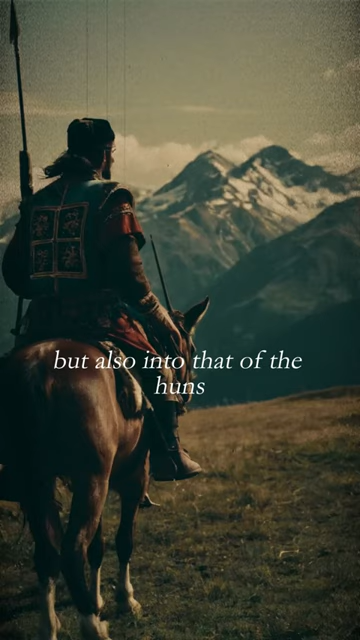 but also into that of the
huns